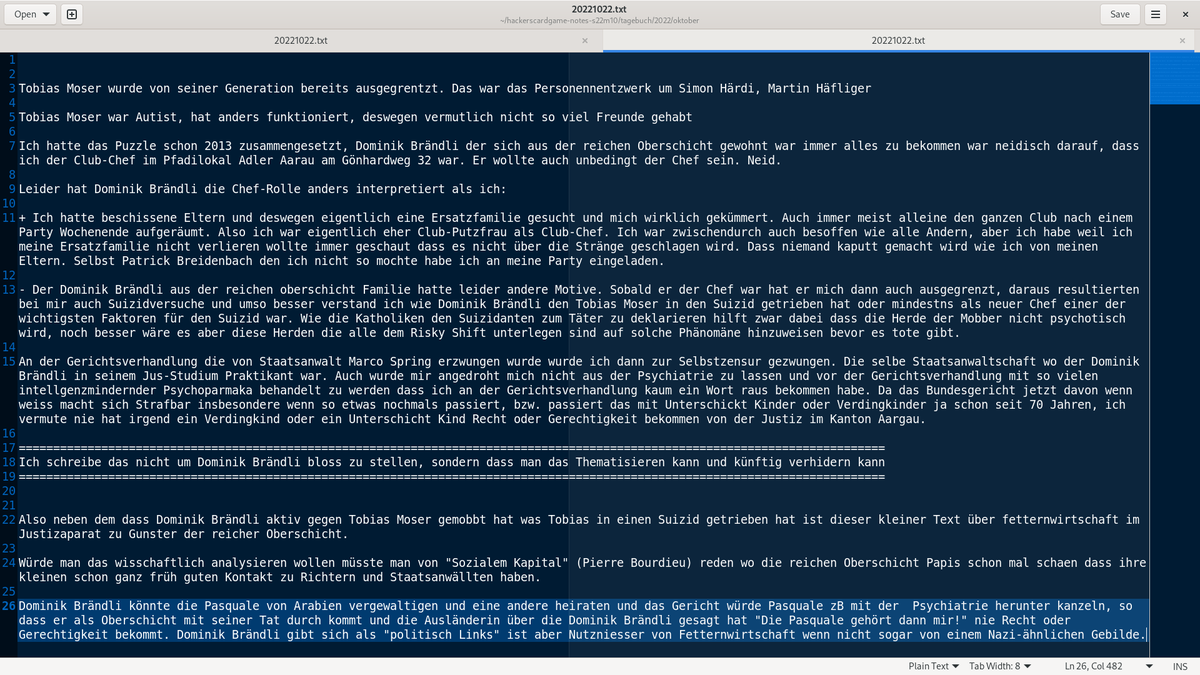 Open
20221022.txt
~/hackerscardgame-notes-s22m10/tagebuch/2022/oktober
Save
20221022.txt
20221022.txt
1
2
3 Tobias Moser wurde von seiner Generation bereits ausgegrentzt. Das war das Personennentzwerk um Simon Härdi, Martin Häfliger
4
5 Tobias Moser war Autist, hat anders funktioniert, deswegen vermutlich nicht so viel Freunde gehabt
6
7 Ich hatte das Puzzle schon 2013 zusammengesetzt, Dominik Brändli der sich aus der reichen Oberschicht gewohnt war immer alles zu bekommen war neidisch darauf, dass
ich der Club-Chef im Pfadilokal Adler Aarau am Gönhardweg 32 war. Er wollte auch unbedingt der Chef sein. Neid.
8
9 Leider hat Dominik Brändli die Chef-Rolle anders interpretiert als ich:
10
11 + Ich hatte beschissene Eltern und deswegen eigentlich eine Ersatzfamilie gesucht und mich wirklich gekümmert. Auch immer meist alleine den ganzen Club nach einem
Party Wochenende aufgeräumt. Also ich war eigentlich eher Club-Putzfrau als Club-Chef. Ich war zwischendurch auch besoffen wie alle Andern, aber ich habe weil ich
meine Ersatzfamilie nicht verlieren wollte immer geschaut dass es nicht über die Stränge geschlagen wird. Dass niemand kaputt gemacht wird wie ich von meinen
Eltern. Selbst Patrick Breidenbach den ich nicht so mochte habe ich an meine Party eingeladen.
12
13 - Der Dominik Brändli aus der reichen oberschicht Familie hatte leider andere Motive. Sobald er der Chef war hat er mich dann auch ausgegrenzt, daraus resultierten
bei mir auch Suizidversuche und umso besser verstand ich wie Dominik Brändli den Tobias Moser in den Suizid getrieben hat oder mindestns als neuer Chef einer der
wichtigsten Faktoren für den Suizid war. Wie die Katholiken den Suizidanten zum Täter zu deklarieren hilft zwar dabei dass die Herde der Mobber nicht psychotisch
wird, noch besser wäre es aber diese Herden die alle dem Risky Shift unterlegen sind auf solche Phänomäne hinzuweisen bevor es tote gibt.
14
15 An der Gerichtsverhandlung die von Staatsanwalt Marco Spring erzwungen wurde wurde ich dann zur Selbstzensur gezwungen. Die selbe Staatsanwaltschaft wo der Dominik
Brändli in seinem Jus-Studium Praktikant war. Auch wurde mir angedroht mich nicht aus der Psychiatrie zu lassen und vor der Gerichtsverhandlung mit so vielen
intellgenzmindernder Psychoparmaka behandelt zu werden dass ich an der Gerichtsverhandlung kaum ein Wort raus bekommen habe. Da das Bundesgericht jetzt davon wenn
weiss macht sich Strafbar insbesondere wenn so etwas nochmals passiert, bzw. passiert das mit Unterschickt Kinder oder Verdingkinder ja schon seit 70 Jahren, ich
vermute nie hat irgend ein Verdingkind oder ein Unterschicht Kind Recht oder Gerechtigkeit bekommen von der Justiz im Kanton Aargau.
16
17 ==============================================================================================================================
18 Ich schreibe das nicht um Dominik Brändli bloss zu stellen, sondern dass man das Thematisieren kann und künftig verhidern kann
19 ==============================================================================================================================
20
21
22 Also neben dem dass Dominik Brändli aktiv gegen Tobias Moser gemobbt hat was Tobias in einen Suizid getrieben hat ist dieser kleiner Text über fetternwirtschaft im
Justizaparat zu Gunster der reicher Oberschicht.
23
24 Würde man das wisschaftlich analysieren wollen müsste man von "Sozialem Kapital" (Pierre Bourdieu) reden wo die reichen Oberschicht Papis schon mal schaen dass ihre
kleinen schon ganz früh guten Kontakt zu Richtern und Staatsanwällten haben.
25
26 Dominik Brändli könnte die Pasquale von Arabien vergewaltigen und eine andere heiraten und das Gericht würde Pasquale zB mit der  Psychiatrie herunter kanzeln, so
dass er als Oberschicht mit seiner Tat durch kommt und die Ausländerin über die Dominik Brändli gesagt hat "Die Pasquale gehört dann mir!" nie Recht oder
Gerechtigkeit bekommt. Dominik Brändli gibt sich als "politisch Links" ist aber Nutzniesser von Fetternwirtschaft wenn nicht sogar von einem Nazi-ähnlichen Gebilde.
Plain Text
Tab Width: 8
Ln 26, Col 482
INS